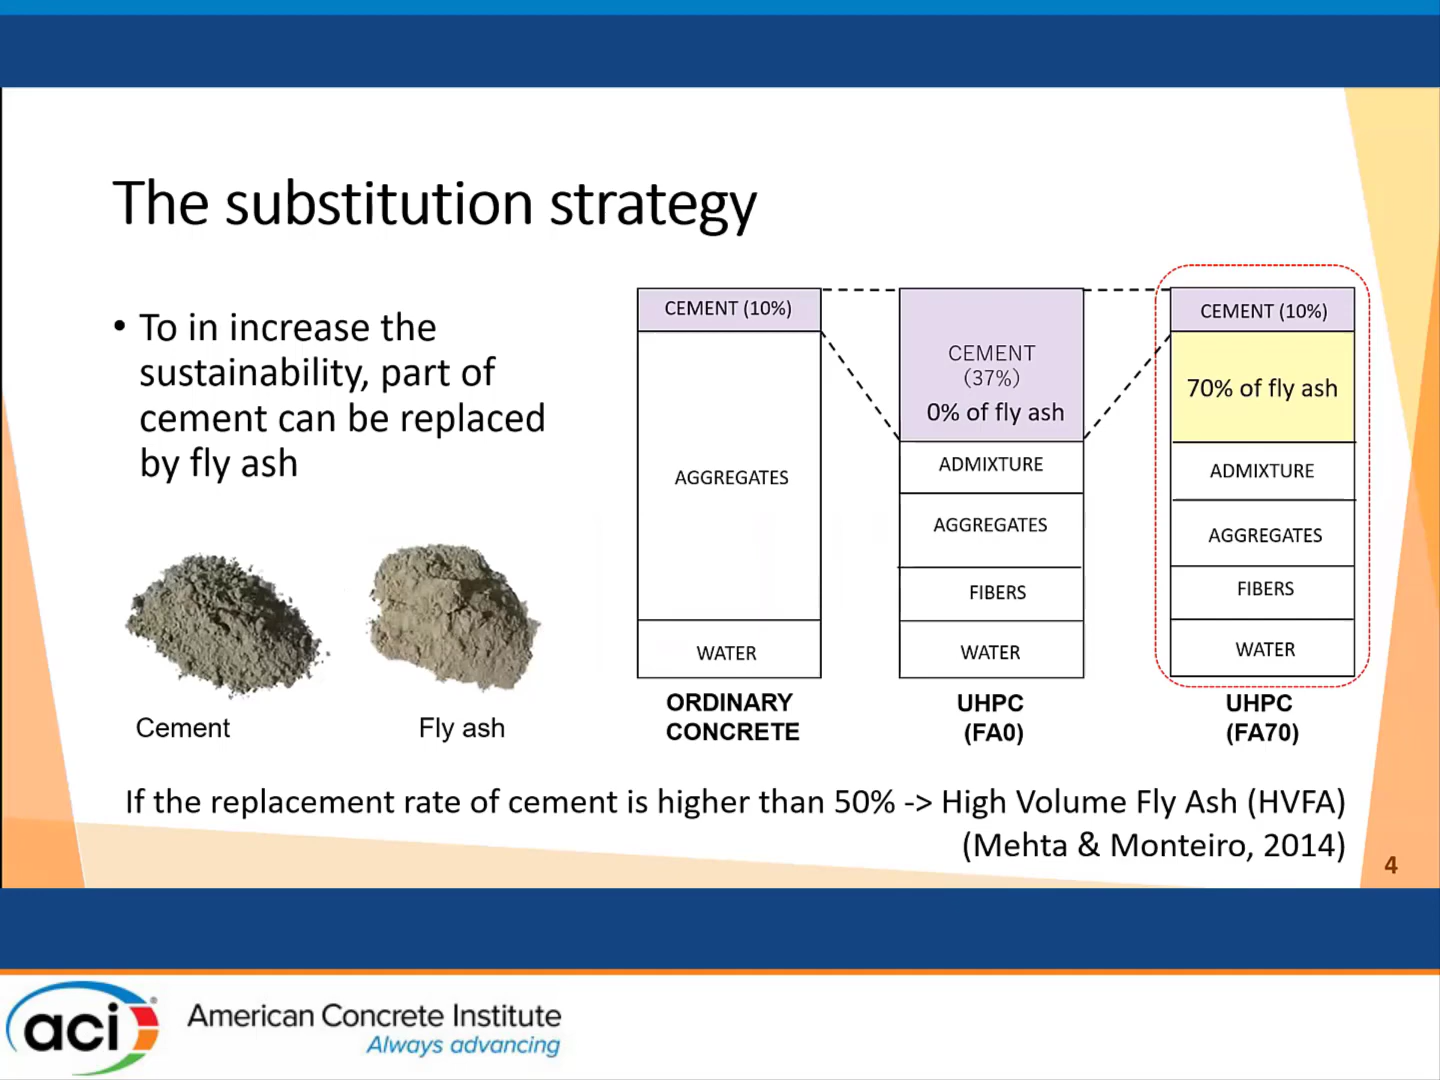 The substitution strategy
• To in increase the
sustainability, part of
cement can be replaced
by fly ash
Cement
Fly ash
CEMENT (10%)
AGGREGATES
WATER
ORDINARY
CONCRETE
CEMENT
(37%)
0% of fly ash
ADMIXTURE
AGGREGATES
FIBERS
WATER
UHPC
(FA0)
CEMENT (10%)
70% of fly ash
ADMIXTURE
AGGREGATES
FIBERS
WATER
UHPC
(FA70)
If the replacement rate of cement is higher than 50% -> High Volume Fly Ash (HVFA)
(Mehta & Monteiro, 2014)
4
aci
American Concrete Institute
Always advancing